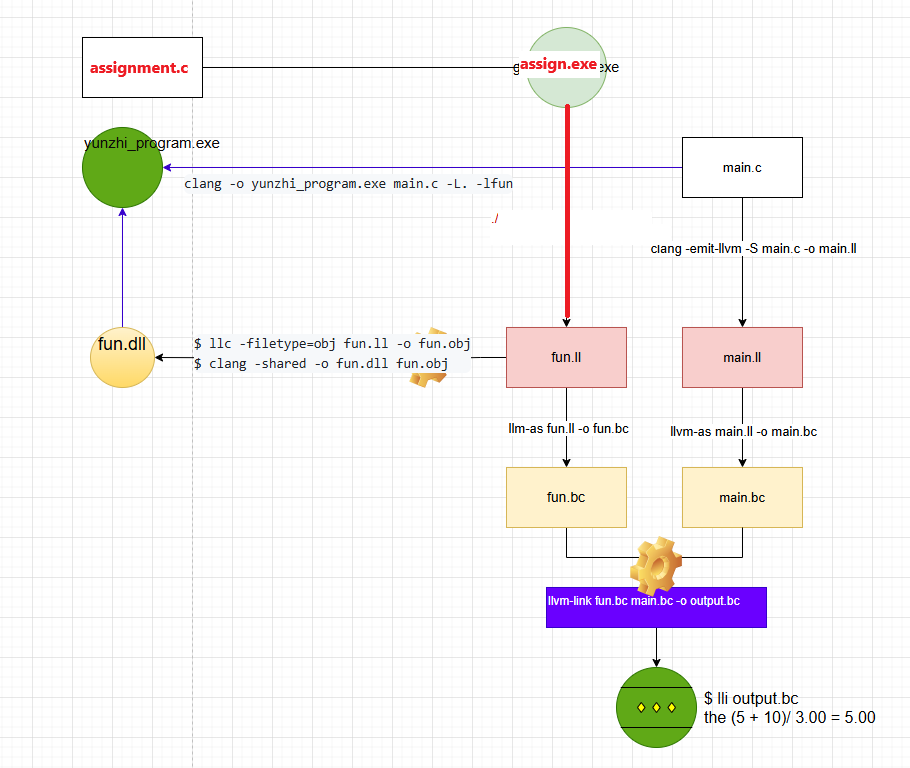 assignment.c
assign.exe
exe
yunzhi_program.exe
main.c
clang -o yunzhi_program.exe main.c -L. -lfun
./
clang -emit-llvm -S main.c -o main.ll
fun.dll
$ llc -filetype=obj fun.ll -o fun.obj
$ clang -shared -o fun.dll fun.obj
fun.ll
main.ll
llm-as fun.ll -o fun.bc
llvm-as main.ll -o main.bc
fun.bc
main.bc
llvm-link fun.bc main.bc -o output.bc
$ lli output.bc
the (5 + 10)/ 3.00 = 5.00